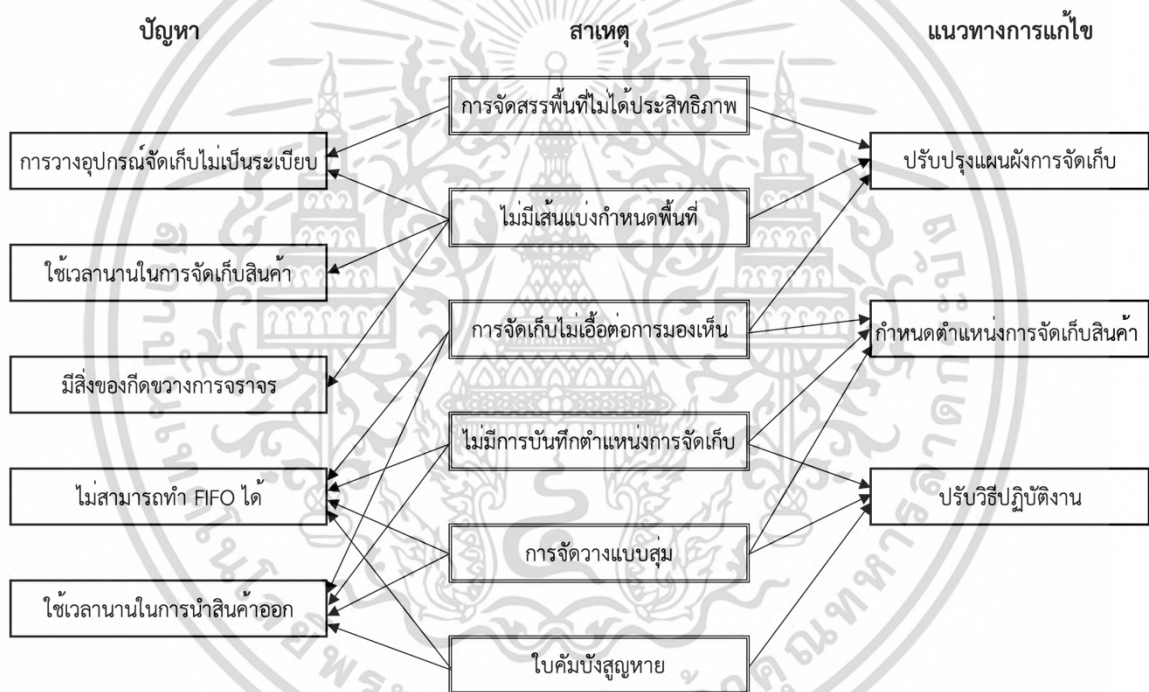 ปัญหา
สาเหตุ
แนวทางการแก้ไข
การจัดสรรพื้นที่ไม่ได้ประสิทธิภาพ
การวางอุปกรณ์จัดเก็บไม่เป็นระเบียบ
ปรับปรุงแผนผังการจัดเก็บ
ไม่มีเส้นแบ่งกำหนดพื้นที่
ใช้เวลานานในการจัดเก็บสินค้า
การจัดเก็บไม่เอื้อต่อการมองเห็น
กำหนดตำแหน่งการจัดเก็บสินค้า
มีสิ่งของกีดขวางการจราจร
ไม่มีการบันทึกตำแหน่งการจัดเก็บ
ไม่สามารถทำ FIFO ได้
ปรับวิธีปฏิบัติงาน
การจัดวางแบบสุ่ม
ใช้เวลานานในการนำสินค้าออก
ใบคัมบังสูญหาย